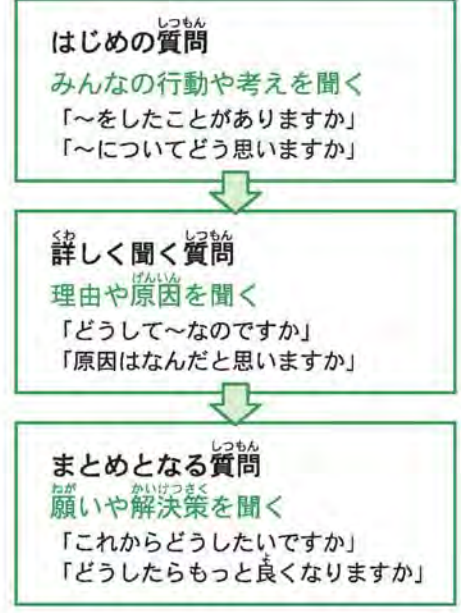 はじめの質問
みんなの行動や考えを聞く
「～をしたことがありますか」
「～についてどう思いますか」
詳しく聞く質問
理由や原因を聞く
「どうして～なのですか」
「原因はなんだと思いますか」
まとめとなる質問
願いや解決策を聞く
「これからどうしたいですか」
「どうしたらもっと良くなりますか」